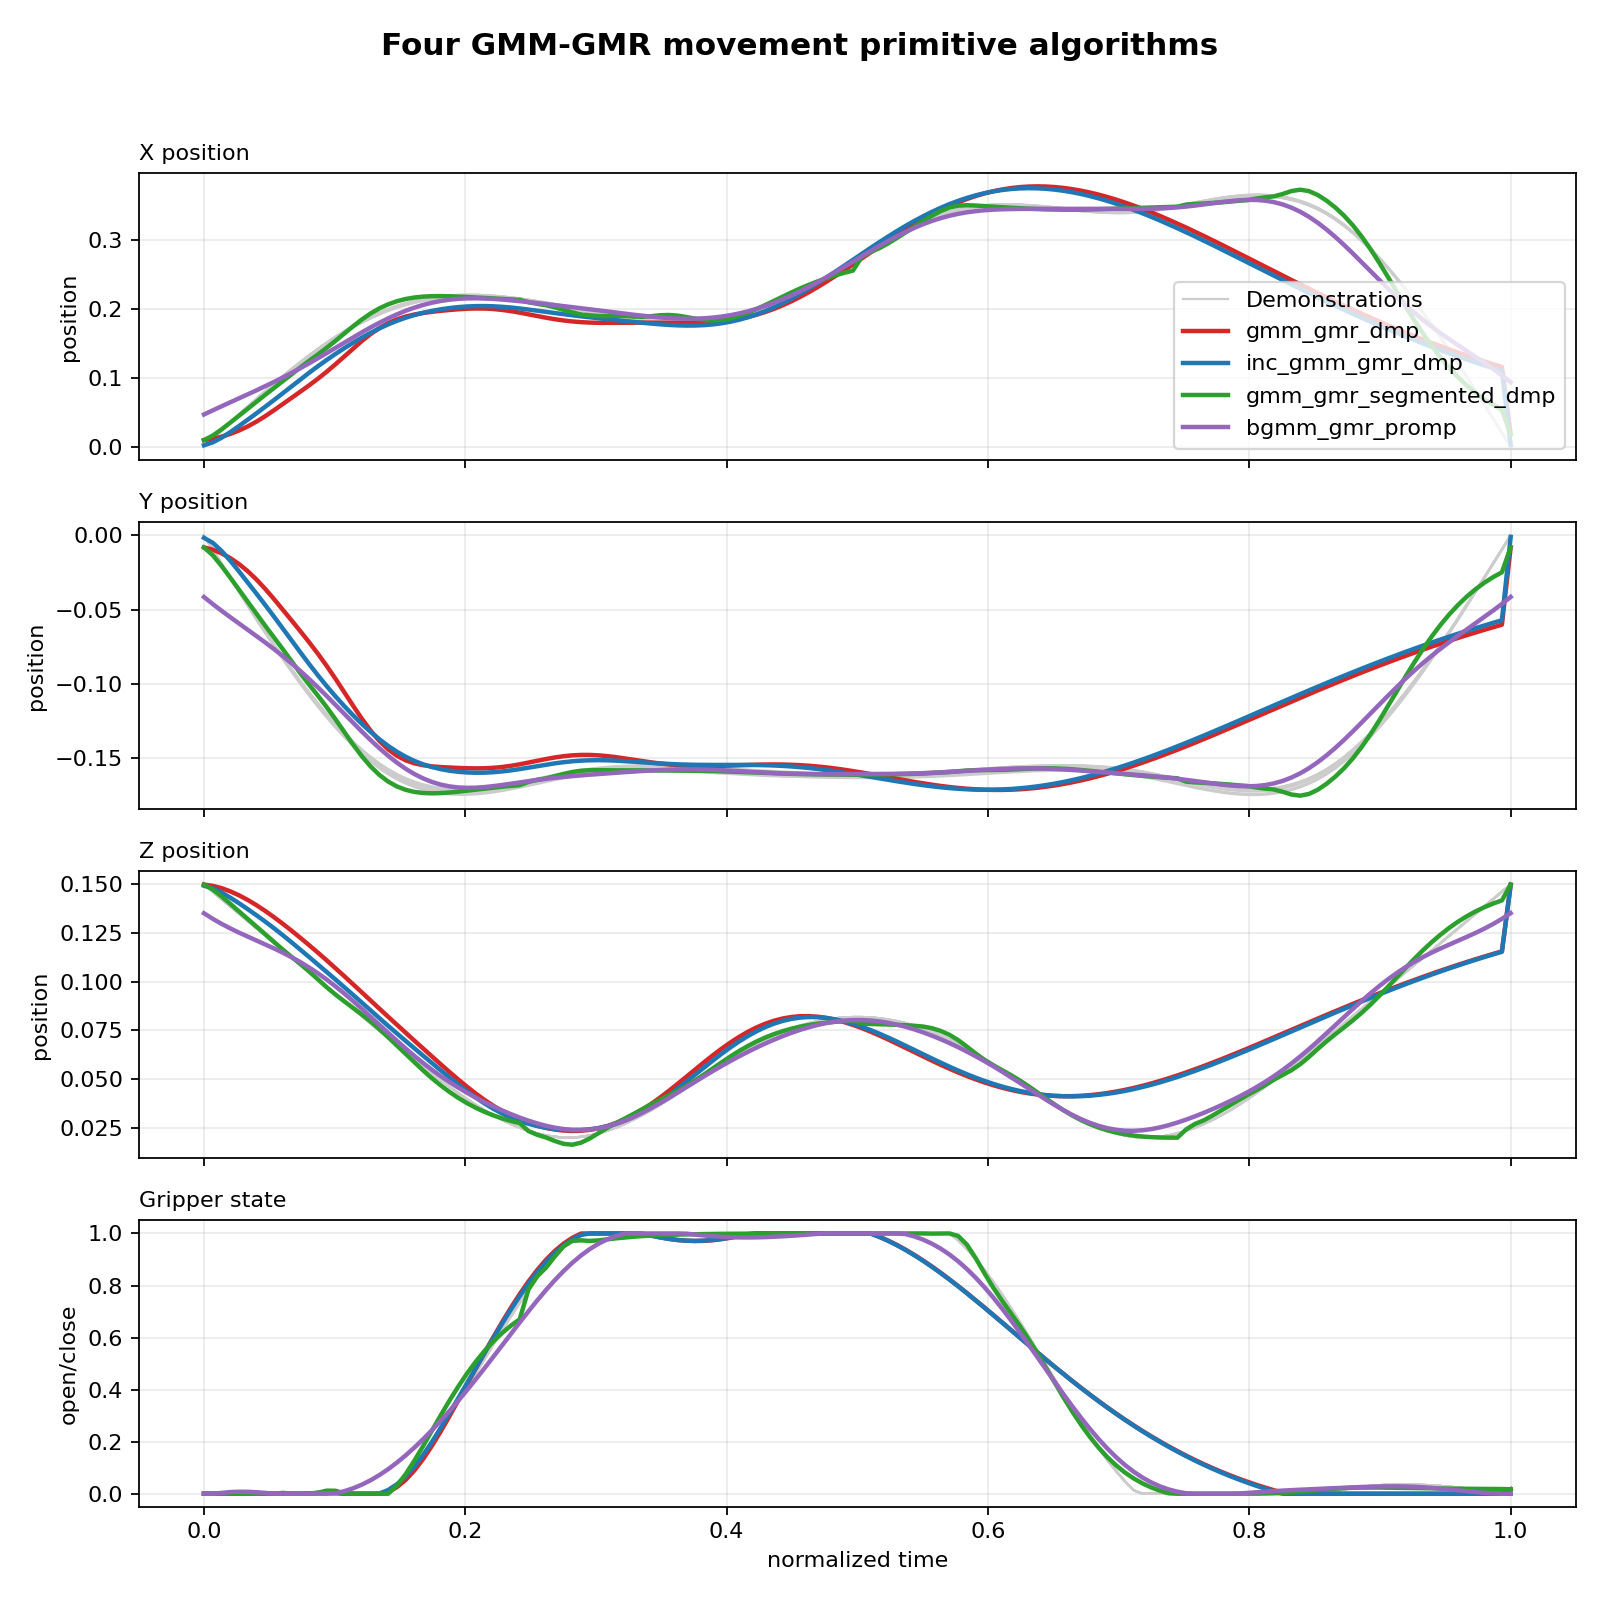 Four GMM-GMR movement primitive algorithms
X position
position
0.3
0.2
0.1
0.0
Demonstrations
gmm_gmr_dmp
inc_gmm_gmr_dmp
gmm_gmr_segmented_dmp
bgmm_gmr_promp
Y position
position
0.00
−0.05
−0.10
−0.15
Z position
position
0.150
0.125
0.100
0.075
0.050
0.025
Gripper state
open/close
1.0
0.8
0.6
0.4
0.2
0.0
0.0 0.2 0.4 0.6 0.8 1.0
normalized time